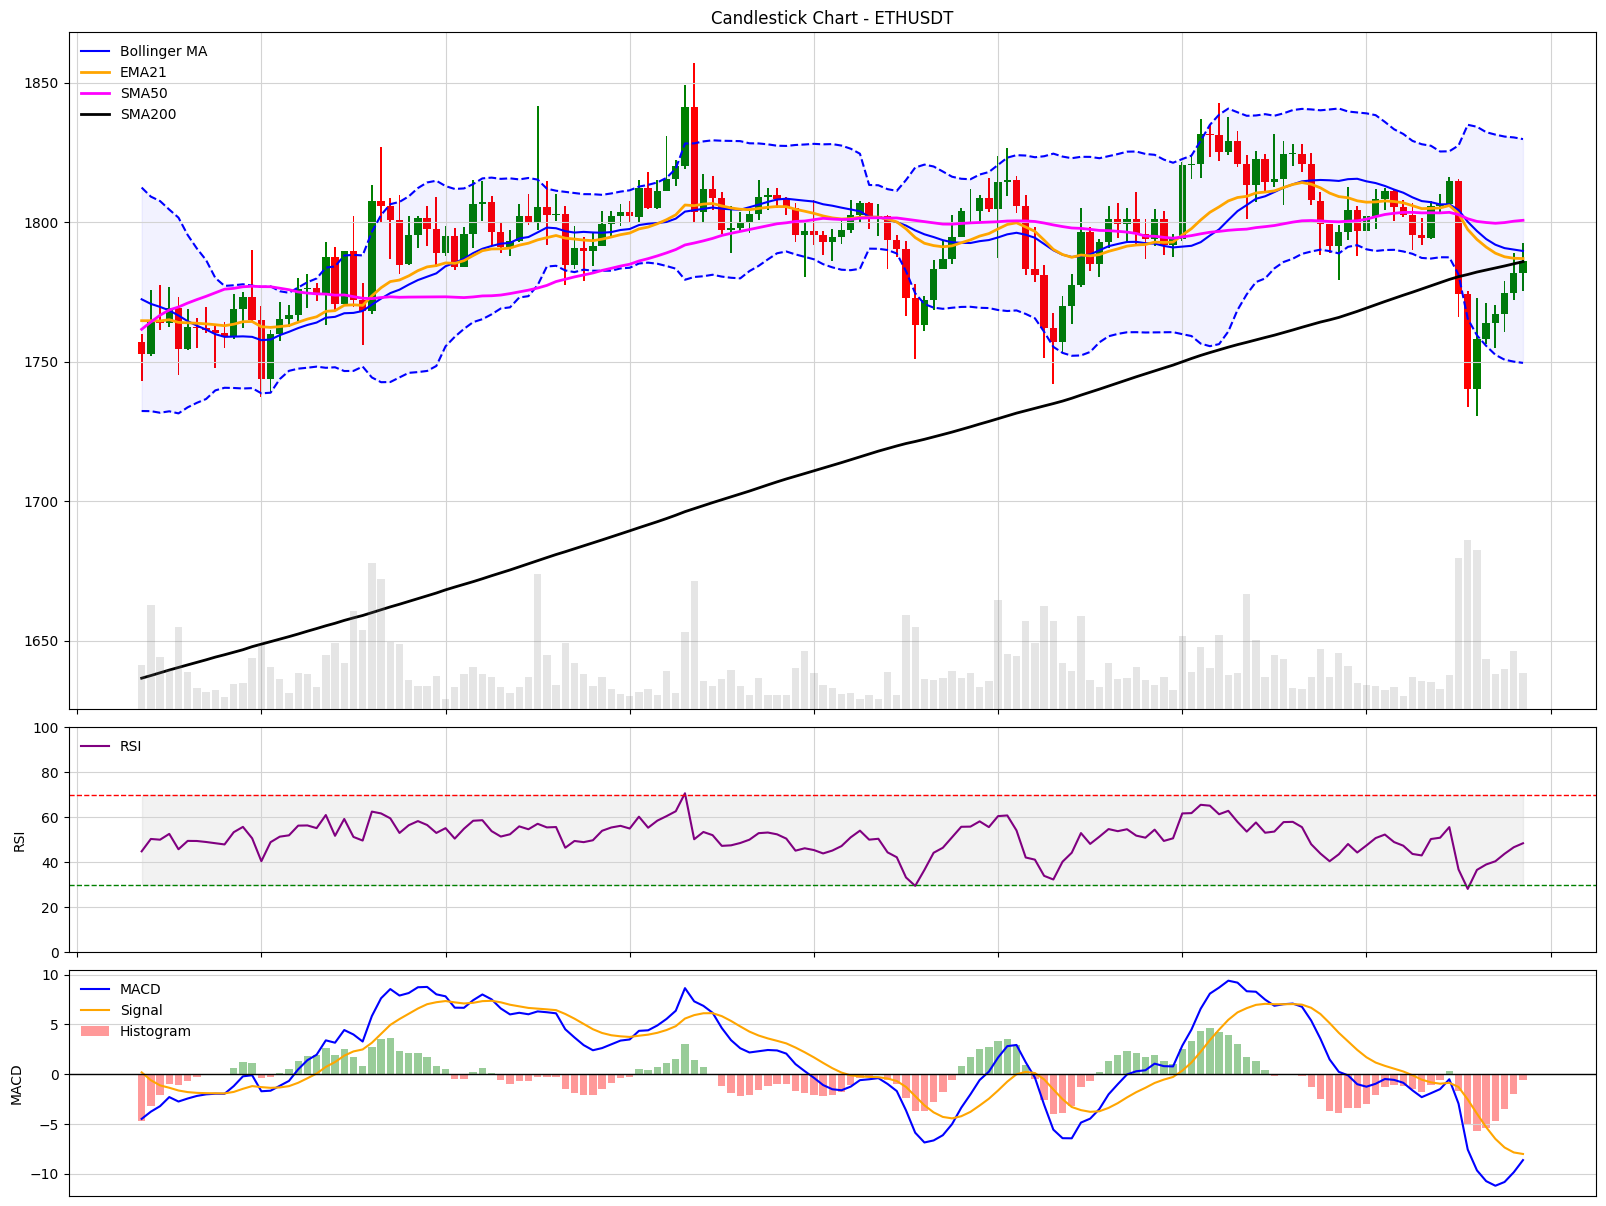 Candlestick Chart - ETHUSDT
Bollinger MA
EMA21
SMA50
SMA200
1850
1800
1750
1700
1650
RSI
100
80
60
40
20
0
RSI
MACD
Signal
Histogram
10
5
0
−5
−10
MACD